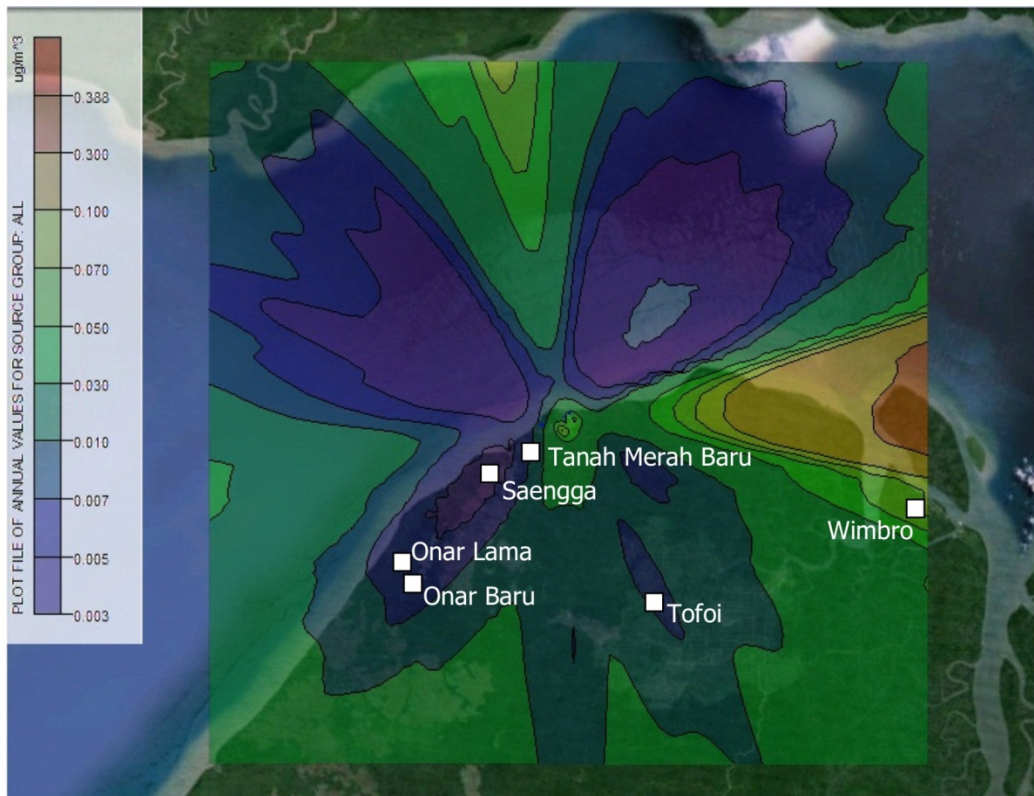 ug/m^3
0.388
0.300
0.100
0.070
0.050
0.030
0.010
0.007
0.005
0.003
PLOT FILE OF ANNUAL VALUES FOR SOURCE GROUP: ALL
Tanah Merah Baru
Saengga
Wimbro
Onar Lama
Onar Baru
Tofoi